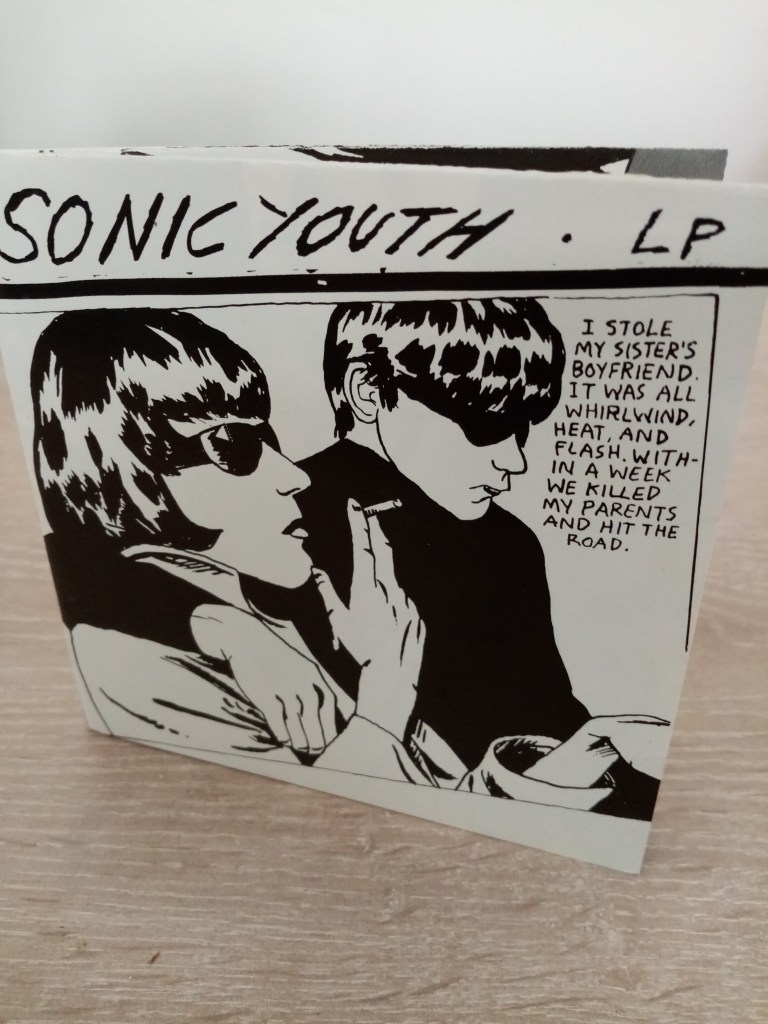 SONIC YOUTH · LP
I STOLE
MY SISTER'S
BOYFRIEND.
IT WAS ALL
WHIRLWIND,
HEAT, AND
FLASH. WITH-
IN A WEEK
WE KILLED
MY PARENTS
AND HIT THE
ROAD.